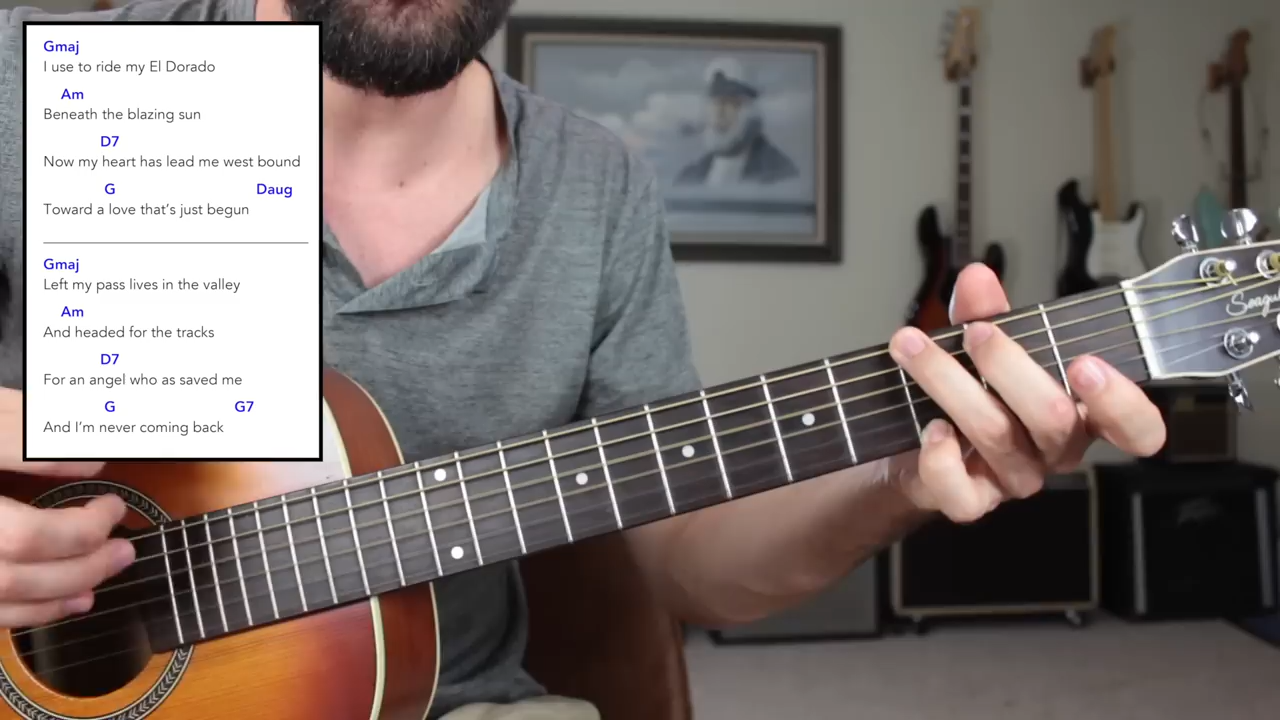 Gmaj
I use to ride my El Dorado
Am
Beneath the blazing sun
D7
Now my heart has lead me west bound
G Daug
Toward a love that's just begun
Gmaj
Left my pass lives in the valley
Am
And headed for the tracks
D7
For an angel who as saved me
G G7
And I'm never coming back